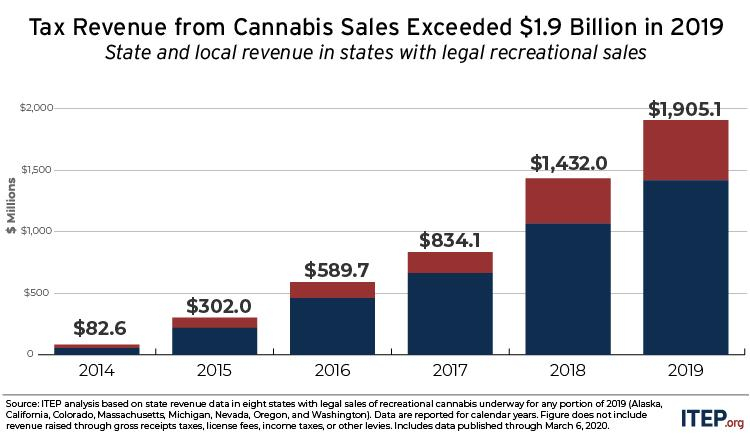 Tax Revenue from Cannabis Sales Exceeded $1.9 Billion in 2019
State and local revenue in states with legal recreational sales
$ Millions
$2,000
$1,500
$1,000
$500
0
$82.6
$302.0
$589.7
$834.1
$1,432.0
$1,905.1
2014
2015
2016
2017
2018
2019
Source: ITEP analysis based on state revenue data in eight states with legal sales of recreational cannabis underway for any portion of 2019 (Alaska,
California, Colorado, Massachusetts, Michigan, Nevada, Oregon, and Washington). Data are reported for calendar years. Figure does not include
revenue raised through gross receipts taxes, license fees, income taxes, or other levies. Includes data published through March 6, 2020.
ITEP.org